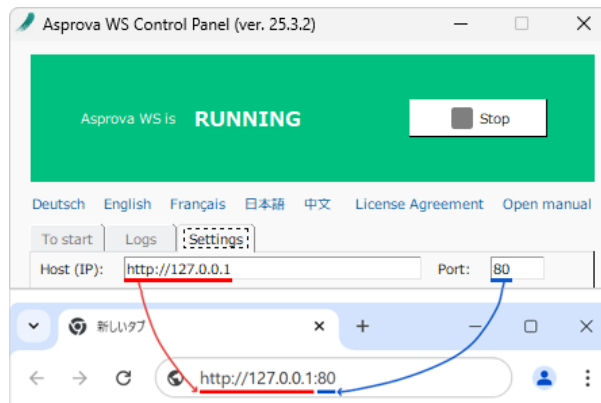 Asprova WS Control Panel (ver. 25.3.2)
Asprova WS is RUNNING Stop
Deutsch English Français 日本語 中文 License Agreement Open manual
To start Logs Settings
Host (IP): http://127.0.0.1 Port: 80
新しいタブ
http://127.0.0.1:80